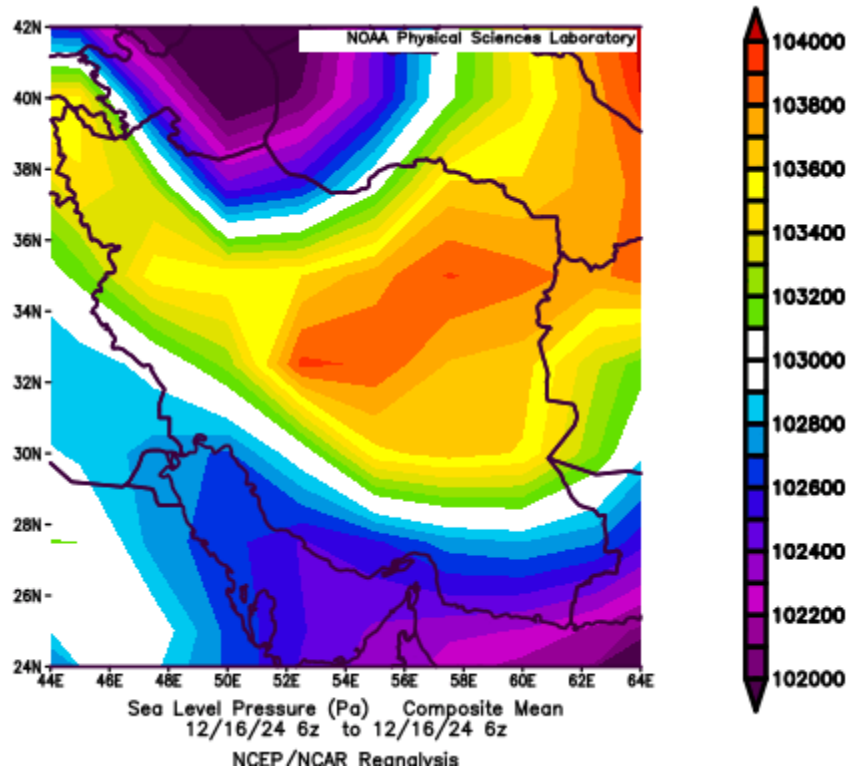 NOAA Physical Sciences Laboratory
42N
40N
38N
36N
34N
32N
30N
28N
26N
24N
44E 46E 48E 50E 52E 54E 56E 58E 60E 62E 64E
104000
103800
103600
103400
103200
103000
102800
102600
102400
102200
102000
Sea Level Pressure (Pa) Composite Mean
12/16/24 6z to 12/16/24 6z
NCEP/NCAR Reanalysis